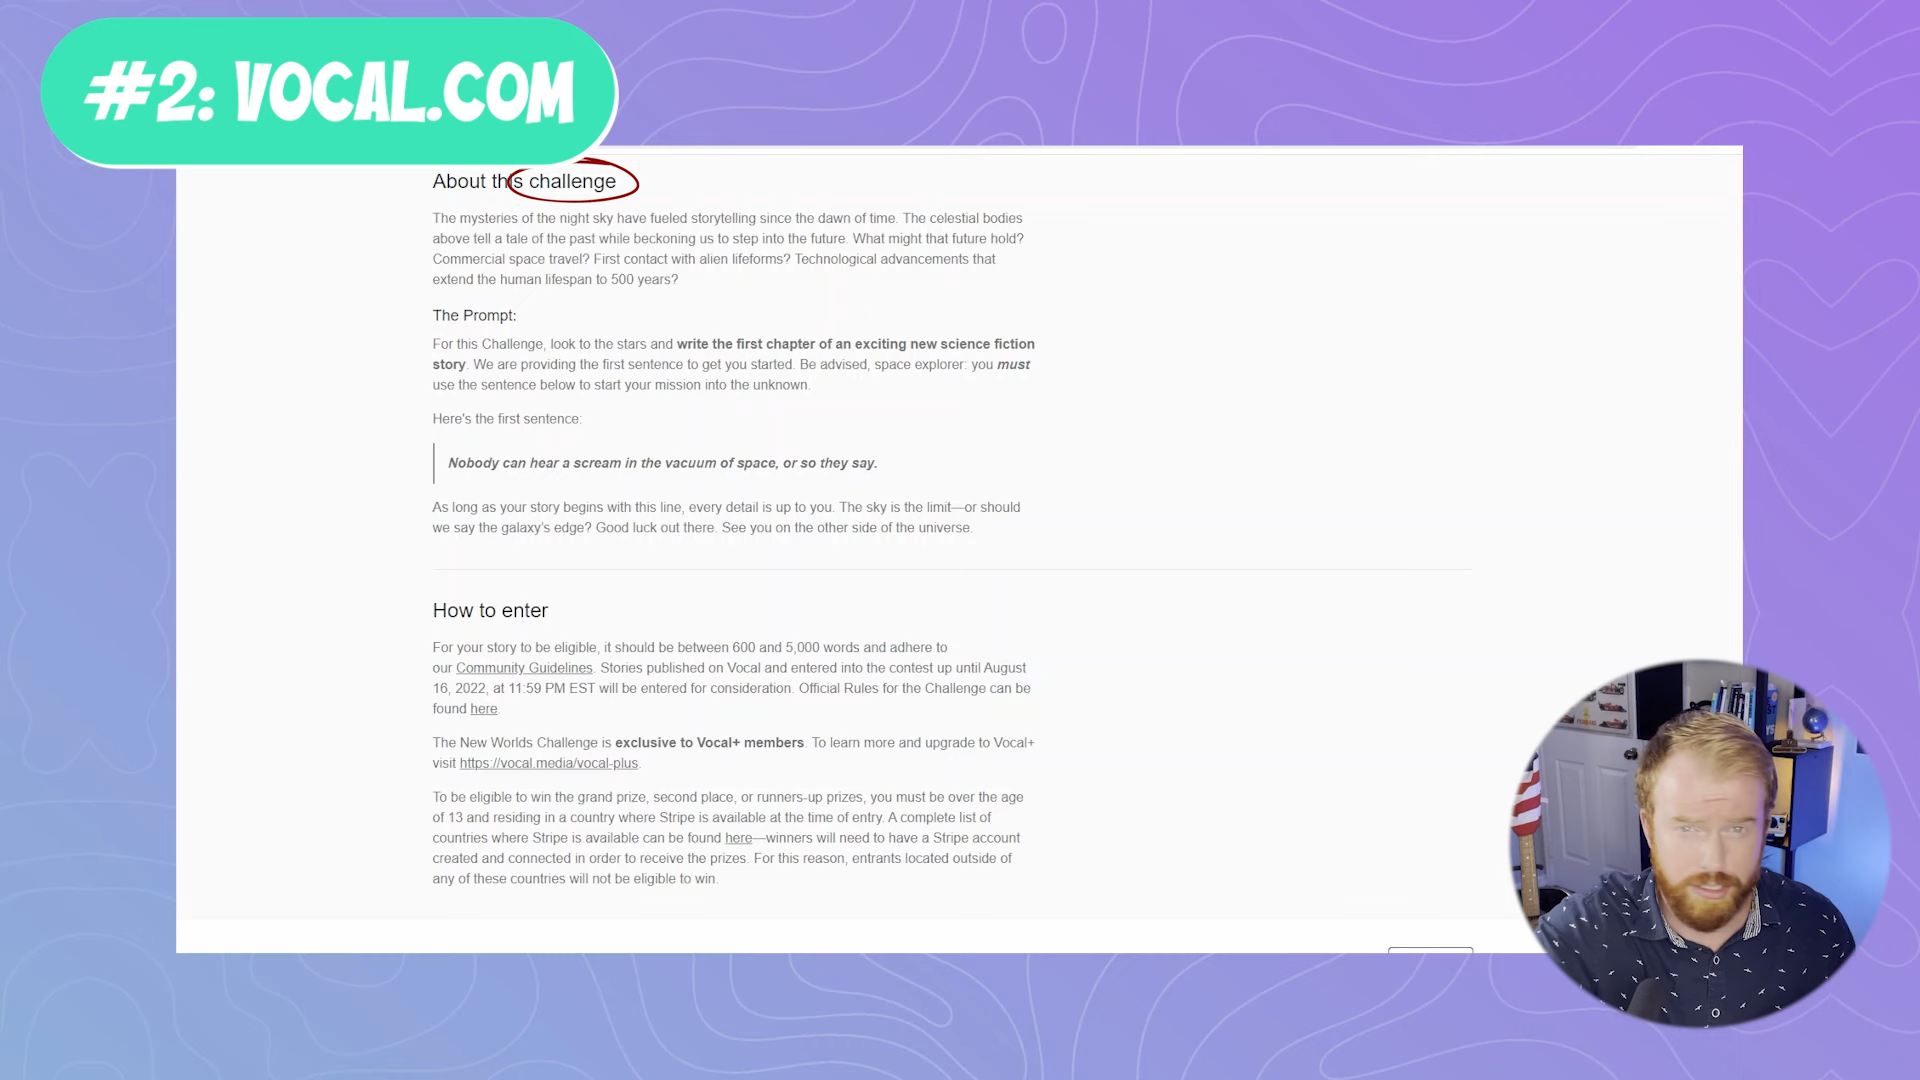 #2: VOCAL.COM
About this challenge
The mysteries of the night sky have fueled storytelling since the dawn of time. The celestial bodies
above tell a tale of the past while beckoning us to step into the future. What might that future hold?
Commercial space travel? First contact with alien lifeforms? Technological advancements that
extend the human lifespan to 500 years?
The Prompt:
For this Challenge, look to the stars and write the first chapter of an exciting new science fiction
story. We are providing the first sentence to get you started. Be advised, space explorer: you must
use the sentence below to start your mission into the unknown.
Here's the first sentence:
Nobody can hear a scream in the vacuum of space, or so they say.
As long as your story begins with this line, every detail is up to you. The sky is the limit—or should
we say the galaxy's edge? Good luck out there. See you on the other side of the universe.
How to enter
For your story to be eligible, it should be between 600 and 5,000 words and adhere to
our Community Guidelines. Stories published on Vocal and entered into the contest up until August
16, 2022, at 11:59 PM EST will be entered for consideration. Official Rules for the Challenge can be
found here.
The New Worlds Challenge is exclusive to Vocal+ members. To learn more and upgrade to Vocal+
visit https://vocal.media/vocal-plus.
To be eligible to win the grand prize, second place, or runners-up prizes, you must be over the age
of 13 and residing in a country where Stripe is available at the time of entry. A complete list of
countries where Stripe is available can be found here—winners will need to have a Stripe account
created and connected in order to receive the prizes. For this reason, entrants located outside of
any of these countries will not be eligible to win.